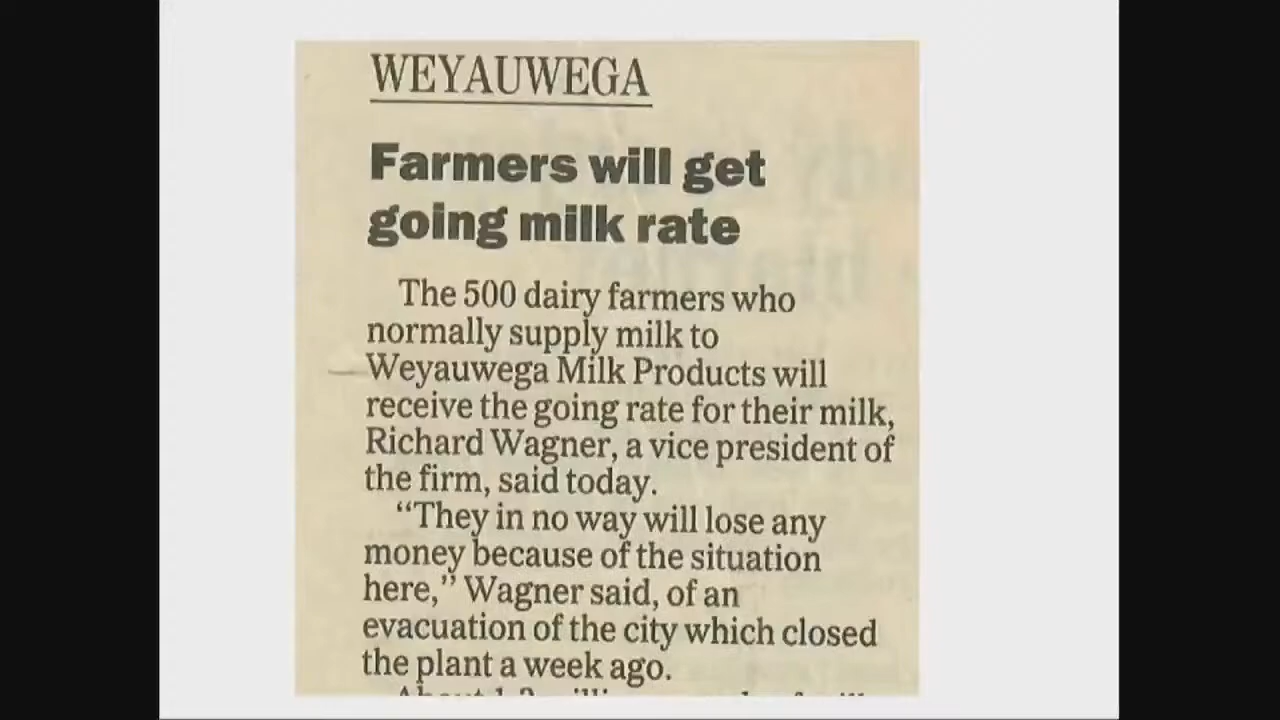 WEYAUWEGA
Farmers will get
going milk rate
The 500 dairy farmers who
normally supply milk to
Weyauwega Milk Products will
receive the going rate for their milk,
Richard Wagner, a vice president of
the firm, said today.
“They in no way will lose any
money because of the situation
here,” Wagner said, of an
evacuation of the city which closed
the plant a week ago.